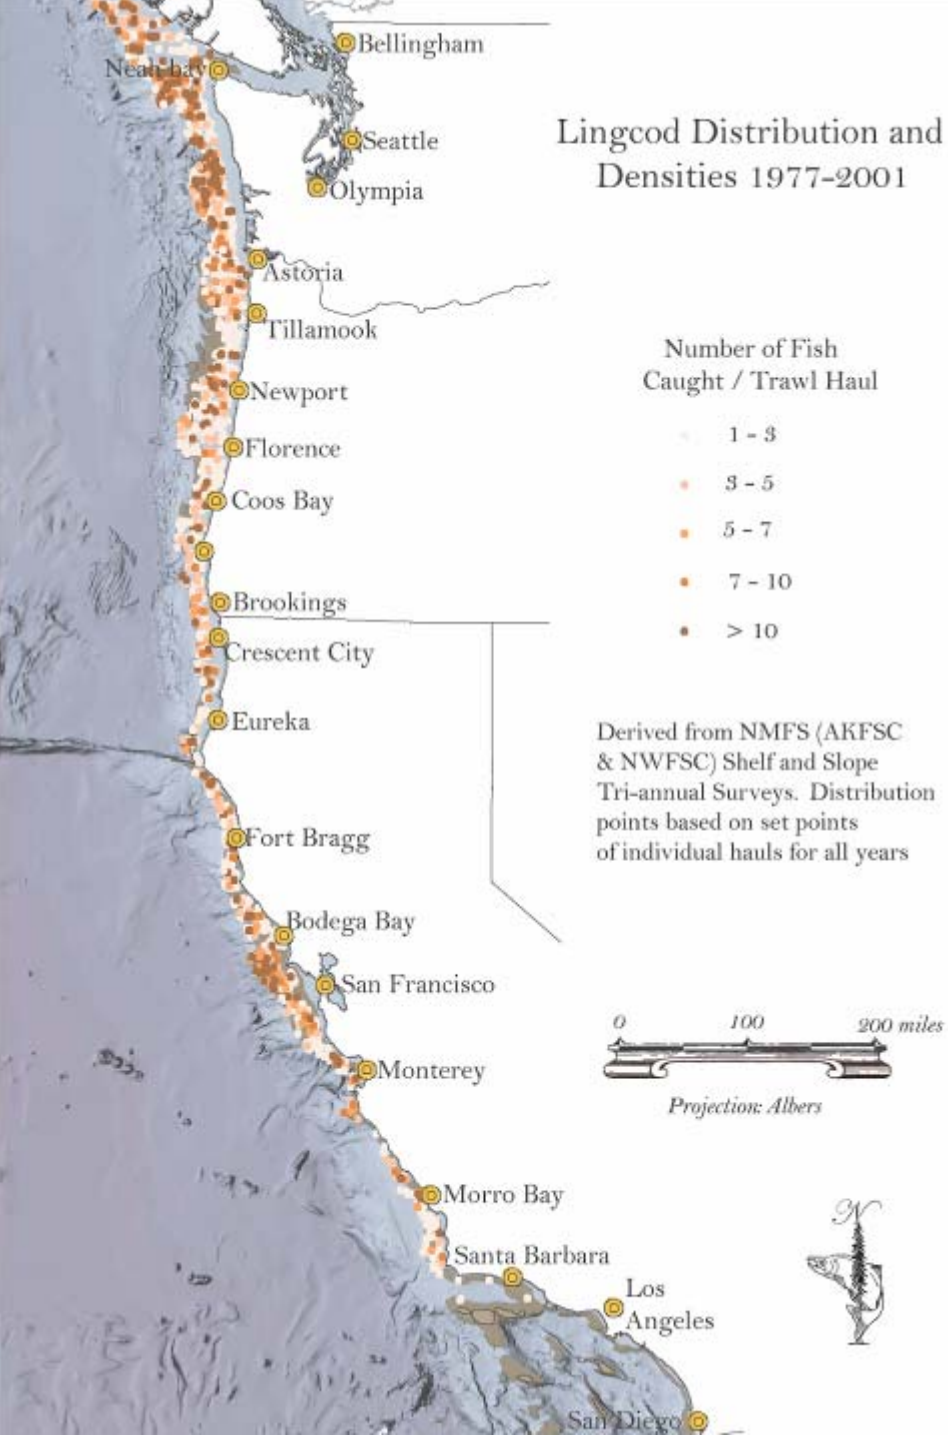 Bellingham
Neah bay
Seattle
Lingcod Distribution and
Densities 1977-2001
Olympia
Astoria
Tillamook
Number of Fish
Caught / Trawl Haul
Newport
1 - 3
Florence
3 - 5
Coos Bay
5 - 7
7 - 10
Brookings
> 10
Crescent City
Eureka
Derived from NMFS (AKFSC
& NWFSC) Shelf and Slope
Tri-annual Surveys. Distribution
points based on set points
of individual hauls for all years
Fort Bragg
Bodega Bay
San Francisco
0 100 200 miles
Monterey
Projection: Albers
Morro Bay
N
Santa Barbara
Los
Angeles
San Diego